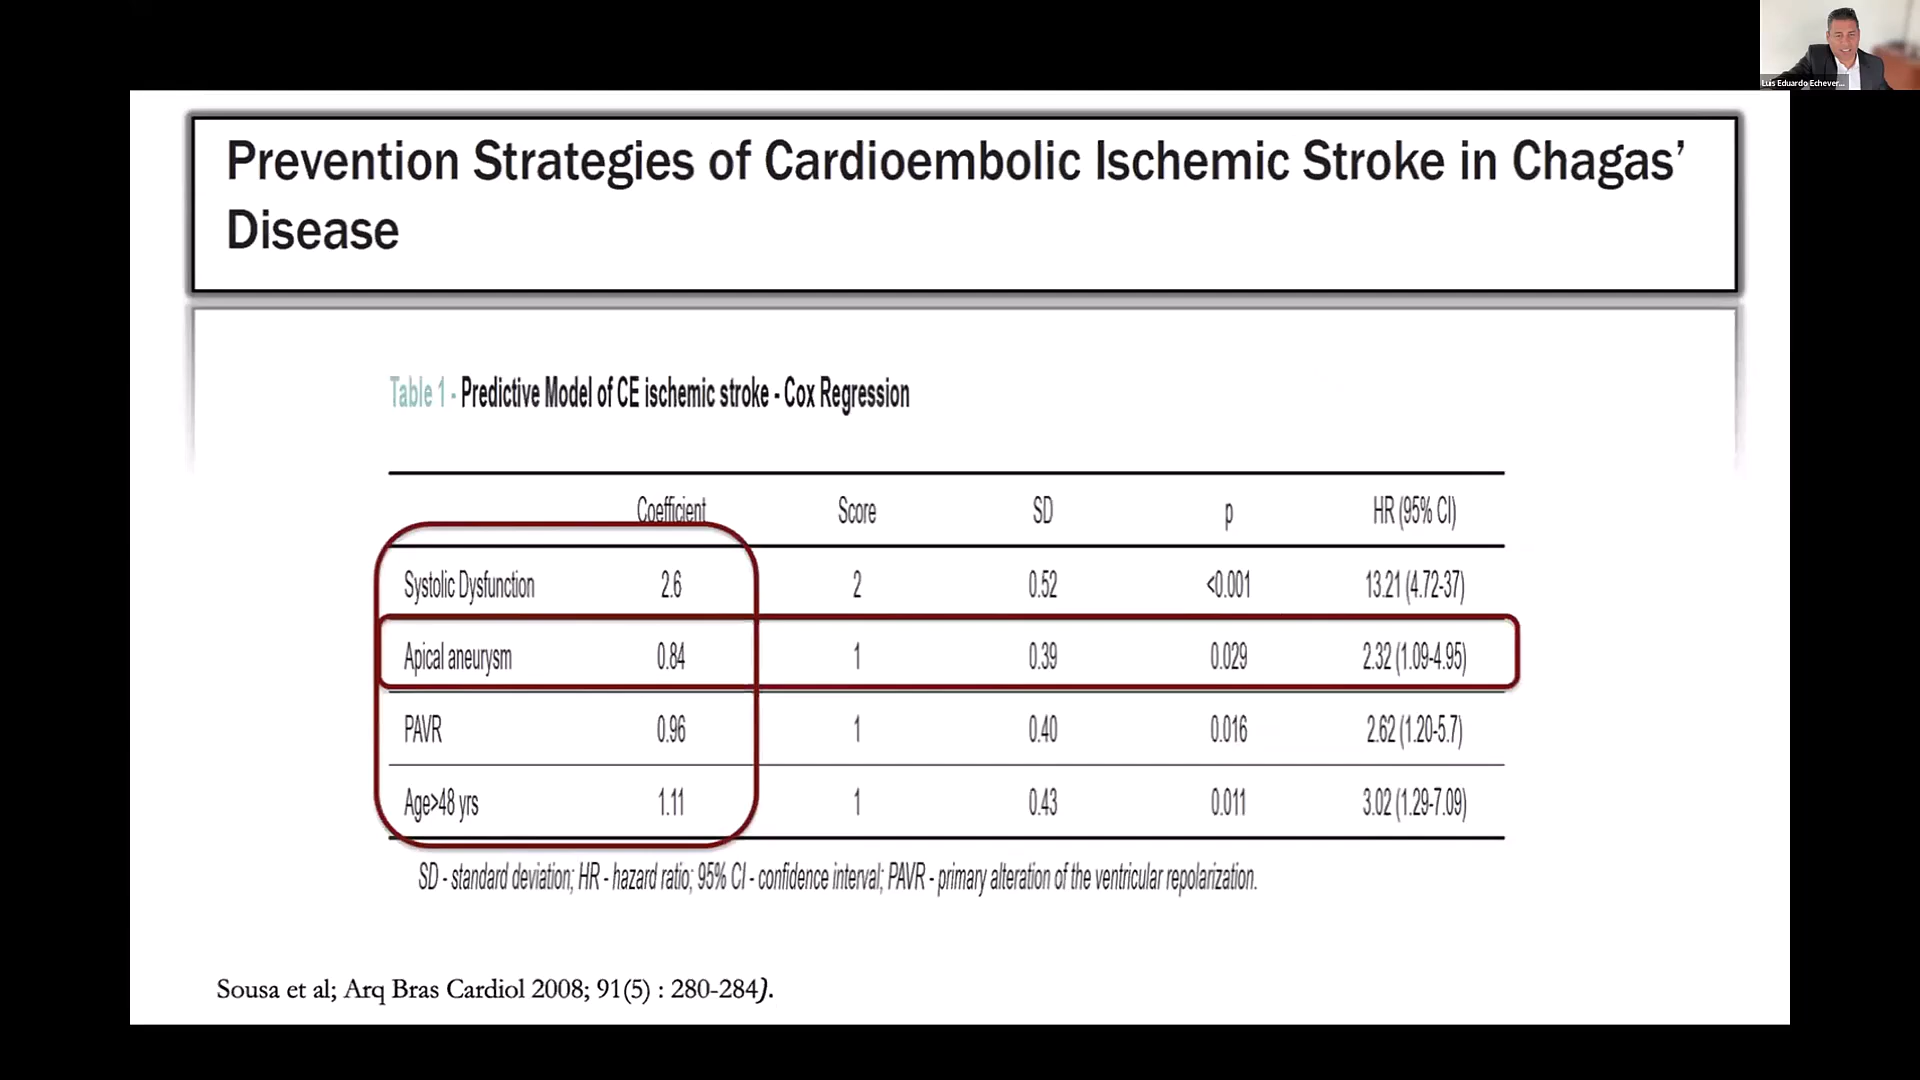 Luis Eduardo Echever...
Prevention Strategies of Cardioembolic Ischemic Stroke in Chagas’
Disease
Table 1 - Predictive Model of CE ischemic stroke - Cox Regression
Coefficient Score SD p HR (95% CI)
Systolic Dysfunction 2.6 2 0.52 <0.001 13.21 (4.72-37)
Apical aneurysm 0.84 1 0.39 0.029 2.32 (1.09-4.95)
PAVR 0.96 1 0.40 0.016 2.62 (1.20-5.7)
Age>48 yrs 1.11 1 0.43 0.011 3.02 (1.29-7.09)
SD - standard deviation; HR - hazard ratio; 95% CI - confidence interval; PAVR - primary alteration of the ventricular repolarization.
Sousa et al; Arq Bras Cardiol 2008; 91(5) : 280-284).